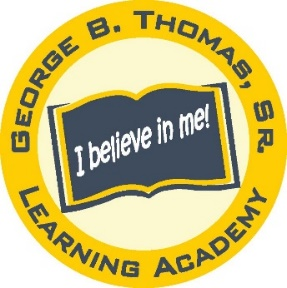 GEORGE B. THOMAS, SR.
I believe in me!
LEARNING ACADEMY